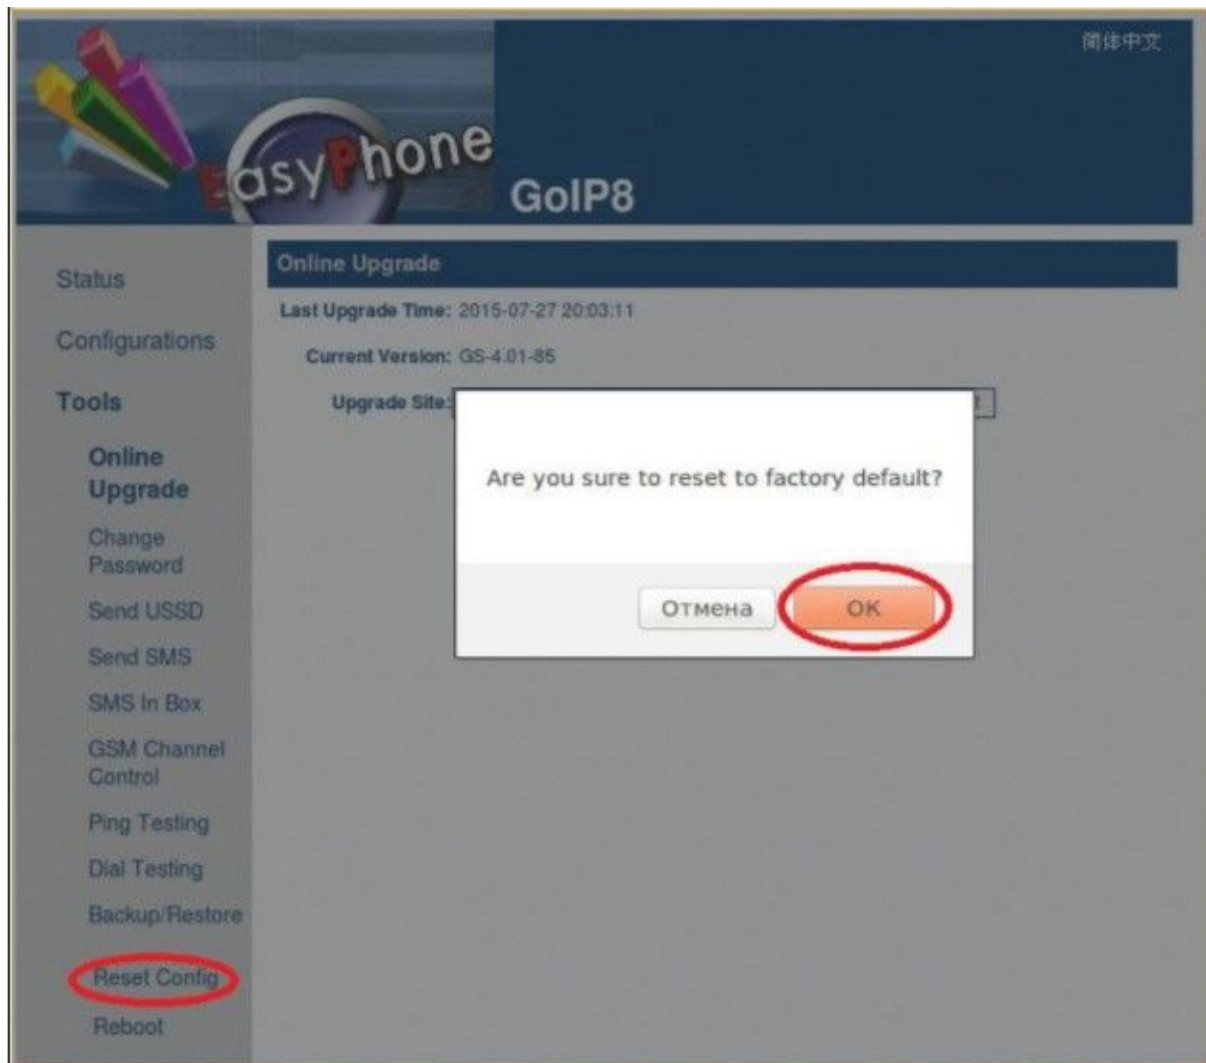 简体中文
EasyPhone
GoIP8
Status
Configurations
Tools
Online
Upgrade
Change
Password
Send USSD
Send SMS
SMS In Box
GSM Channel
Control
Ping Testing
Dial Testing
Backup/Restore
Reset Config
Reboot
Online Upgrade
Last Upgrade Time: 2015-07-27 20:03:11
Current Version: GS-4.01-85
Upgrade Site:
Are you sure to reset to factory default?
Отмена
OK